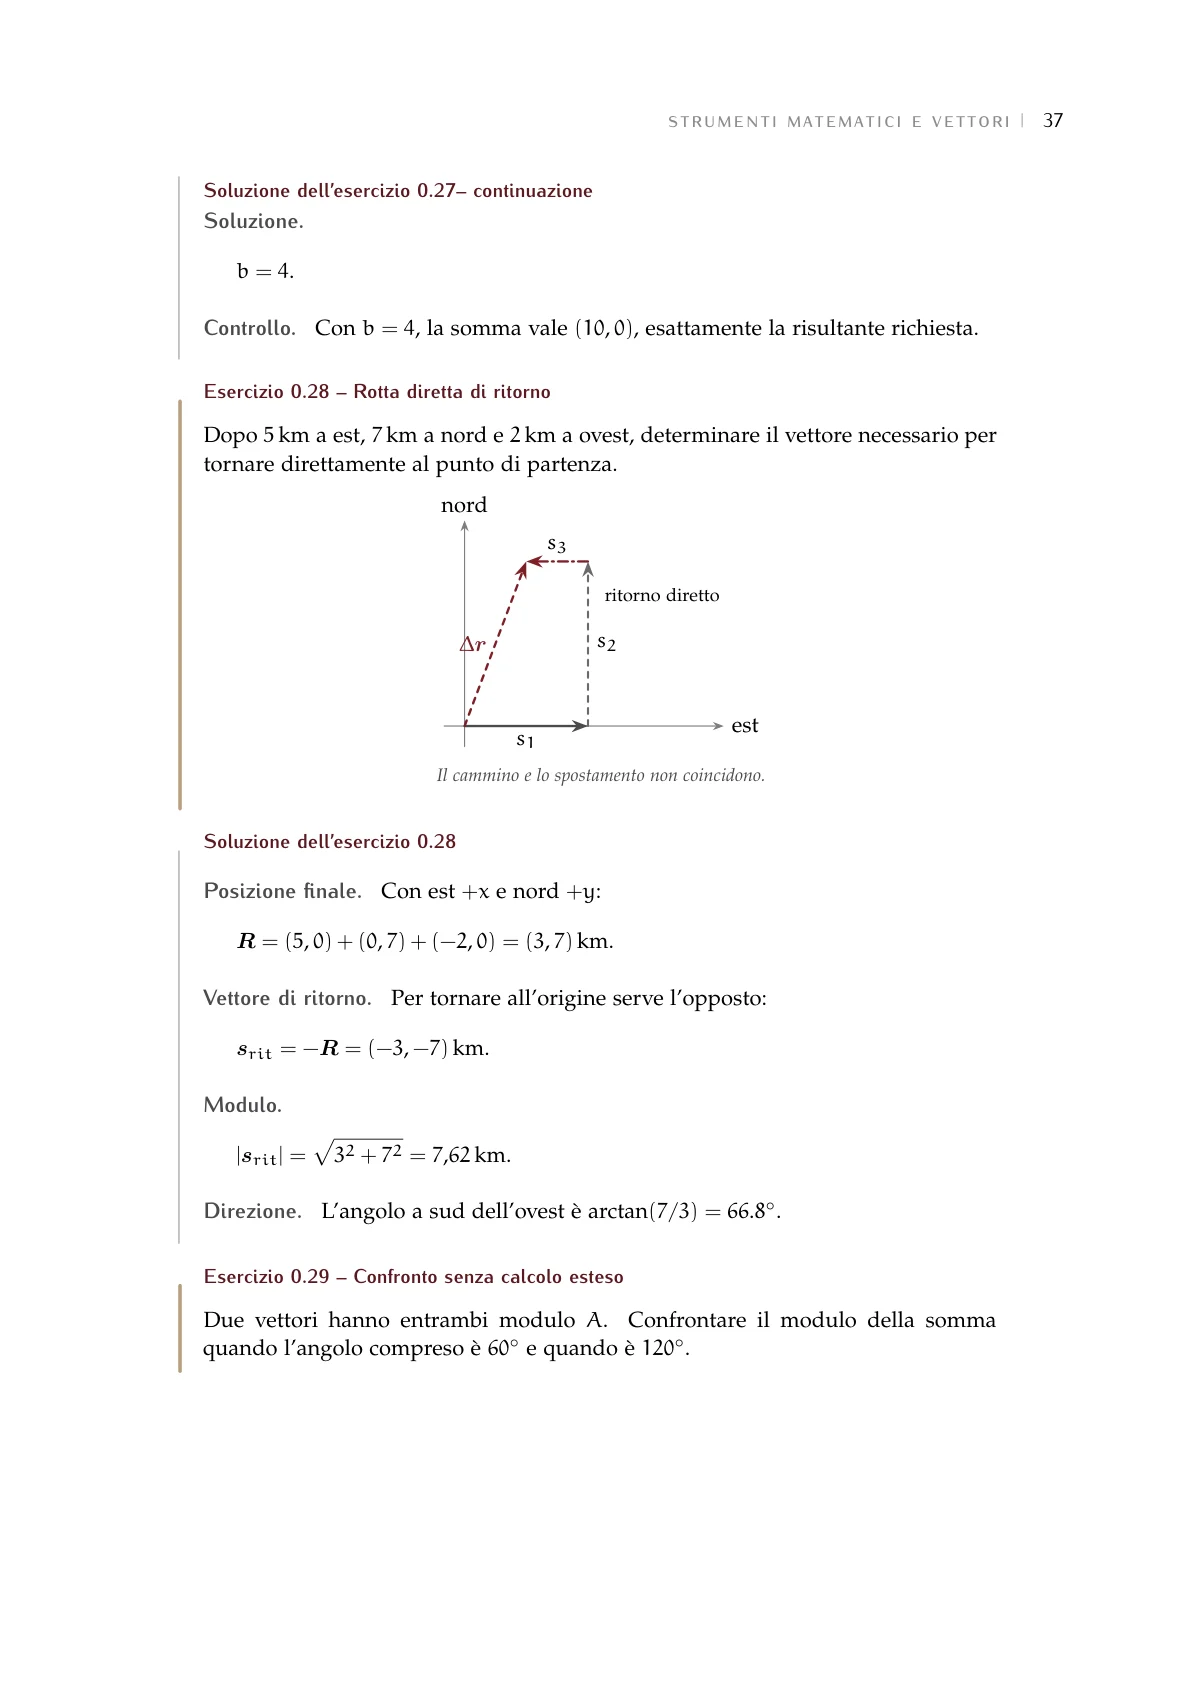 STRUMENTI MATEMATICI E VETTORI | 37
Soluzione dell'esercizio 0.27– continuazione
Soluzione.
b = 4.
Controllo. Con b = 4, la somma vale (10, 0), esattamente la risultante richiesta.
Esercizio 0.28 – Rotta diretta di ritorno
Dopo 5 km a est, 7 km a nord e 2 km a ovest, determinare il vettore necessario per
tornare direttamente al punto di partenza.
nord
s3
ritorno diretto
Δr
s2
est
s1
Il cammino e lo spostamento non coincidono.
Soluzione dell'esercizio 0.28
Posizione finale. Con est +x e nord +y:
R = (5, 0) + (0, 7) + (−2, 0) = (3, 7) km.
Vettore di ritorno. Per tornare all'origine serve l'opposto:
s_rit = −R = (−3, −7) km.
Modulo.
|s_rit| = √(3² + 7²) = 7,62 km.
Direzione. L'angolo a sud dell'ovest è arctan(7/3) = 66.8°.
Esercizio 0.29 – Confronto senza calcolo esteso
Due vettori hanno entrambi modulo A. Confrontare il modulo della somma
quando l'angolo compreso è 60° e quando è 120°.